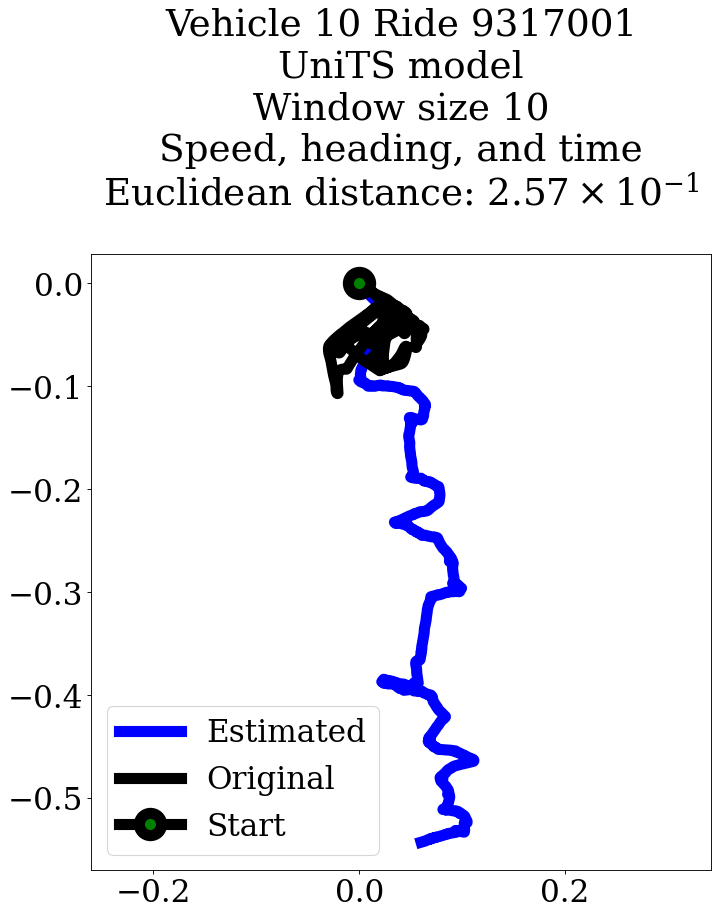 Vehicle 10 Ride 9317001
UniTS model
Window size 10
Speed, heading, and time
Euclidean distance: 2.57 × 10⁻¹
0.0
−0.1
−0.2
−0.3
−0.4
−0.5
Estimated
Original
Start
−0.2 0.0 0.2